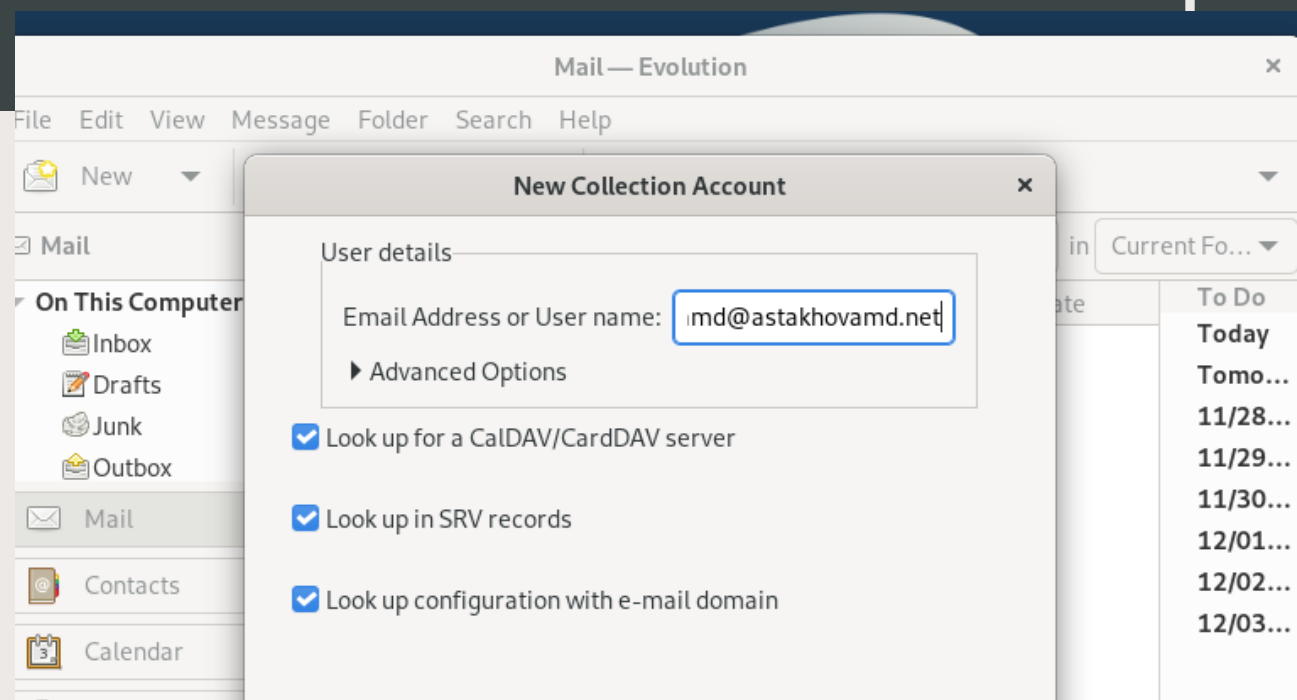 Mail — Evolution
File Edit View Message Folder Search Help
New
New Collection Account
Mail
in Current Fo...
User details
On This Computer
To Do
Email Address or User name: md@astakhovamd.net
Today
Inbox
Advanced Options
Tomo...
Drafts
11/28...
Junk
Look up for a CalDAV/CardDAV server
11/29...
Outbox
11/30...
Mail
Look up in SRV records
12/01...
Contacts
12/02...
Look up configuration with e-mail domain
12/03...
Calendar